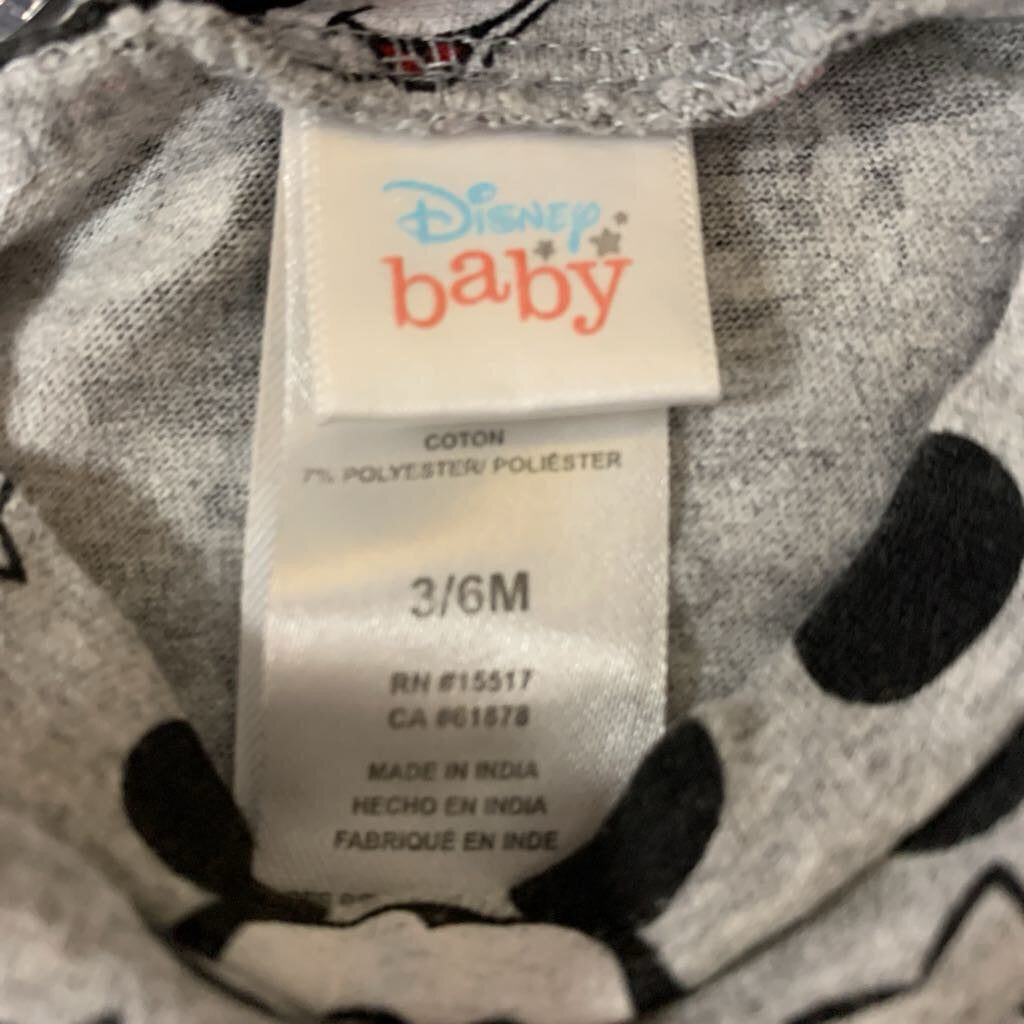 Disney
baby
COTON
7% POLYESTER/ POLIÉSTER
3/6M
RN #15517
CA #61878
MADE IN INDIA
HECHO EN INDIA
FABRIQUÉ EN INDE